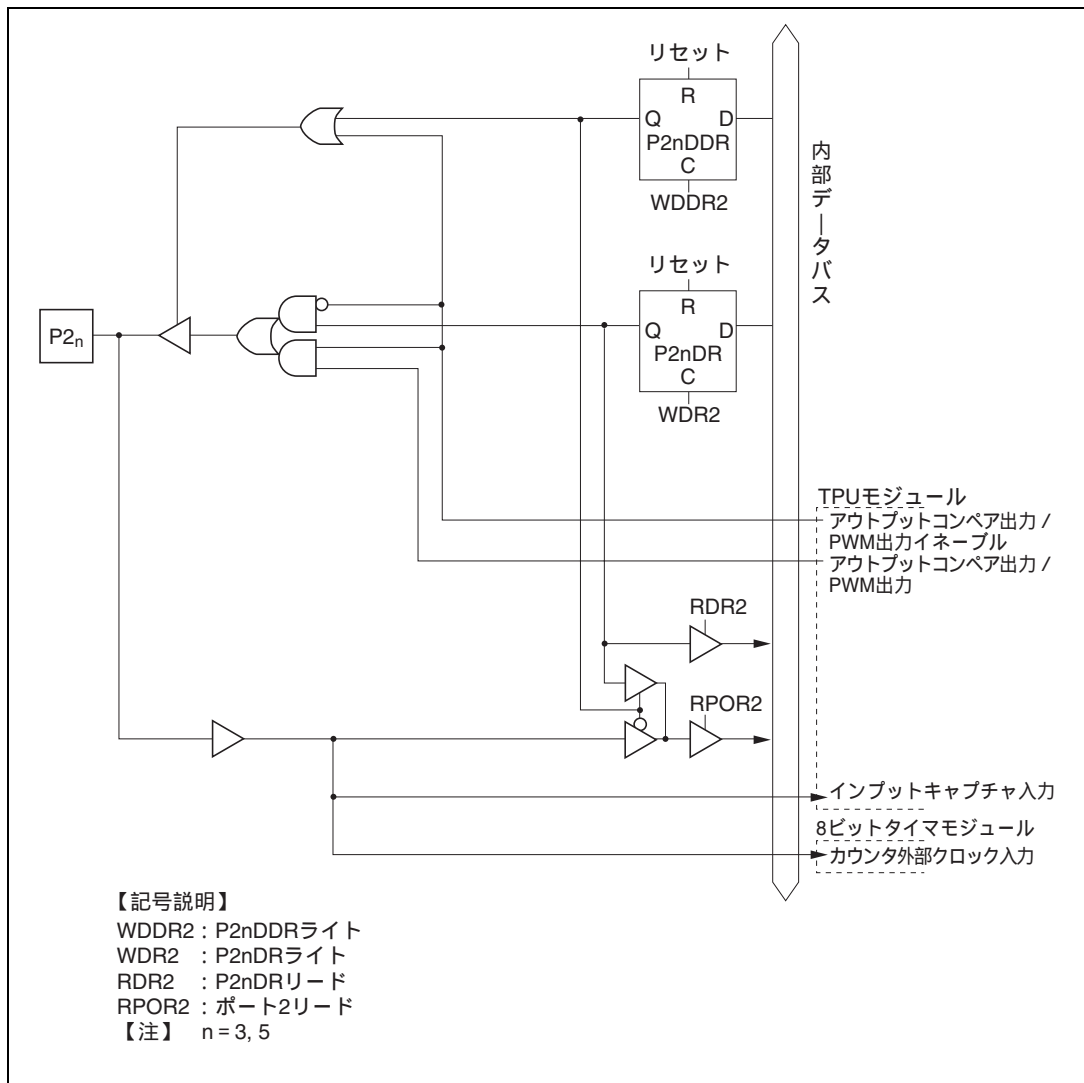 リセット
R
Q D
P2nDDR
C
WDDR2
内部データバス
リセット
R
Q D
P2nDR
C
WDR2
P2n
TPUモジュール
アウトプットコンペア出力 /
PWM出力イネーブル
アウトプットコンペア出力 /
PWM出力
RDR2
RPOR2
インプットキャプチャ入力
8ビットタイマモジュール
カウンタ外部クロック入力
【記号説明】
WDDR2 : P2nDDRライト
WDR2 : P2nDRライト
RDR2 : P2nDRリード
RPOR2 : ポート2リード
【注】 n = 3, 5